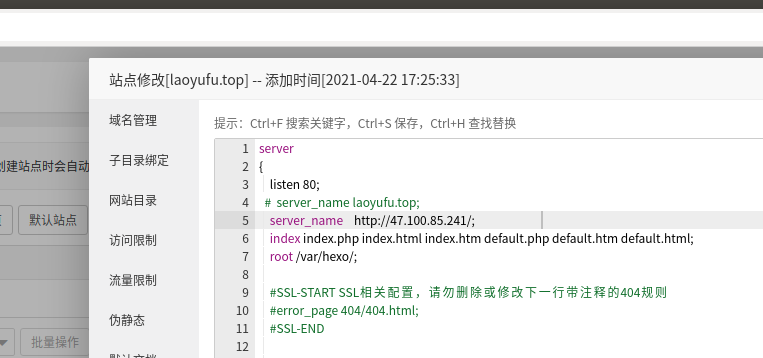 站点修改[laoyufu.top] -- 添加时间[2021-04-22 17:25:33]
域名管理
子目录绑定
网站目录
访问限制
流量限制
伪静态
创建站点时会自动
默认站点
批量操作
提示：Ctrl+F 搜索关键字，Ctrl+S 保存，Ctrl+H 查找替换
1 server
2 {
3 listen 80;
4 # server_name laoyufu.top;
5 server_name http://47.100.85.241/;
6 index index.php index.html index.htm default.php default.htm default.html;
7 root /var/hexo/;
8
9 #SSL-START SSL相关配置，请勿删除或修改下一行带注释的404规则
10 #error_page 404/404.html;
11 #SSL-END
12